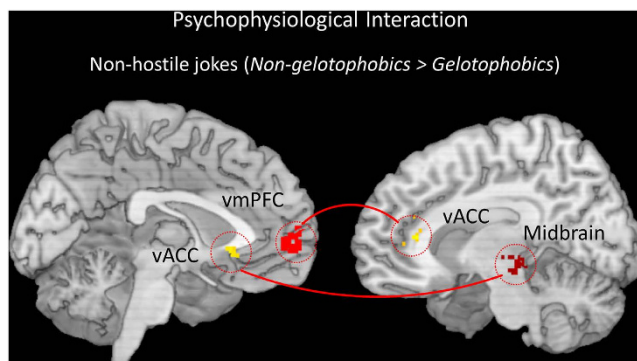 Psychophysiological Interaction
Non-hostile jokes (Non-gelotophobics > Gelotophobics)
vmPFC
vACC
vACC
Midbrain